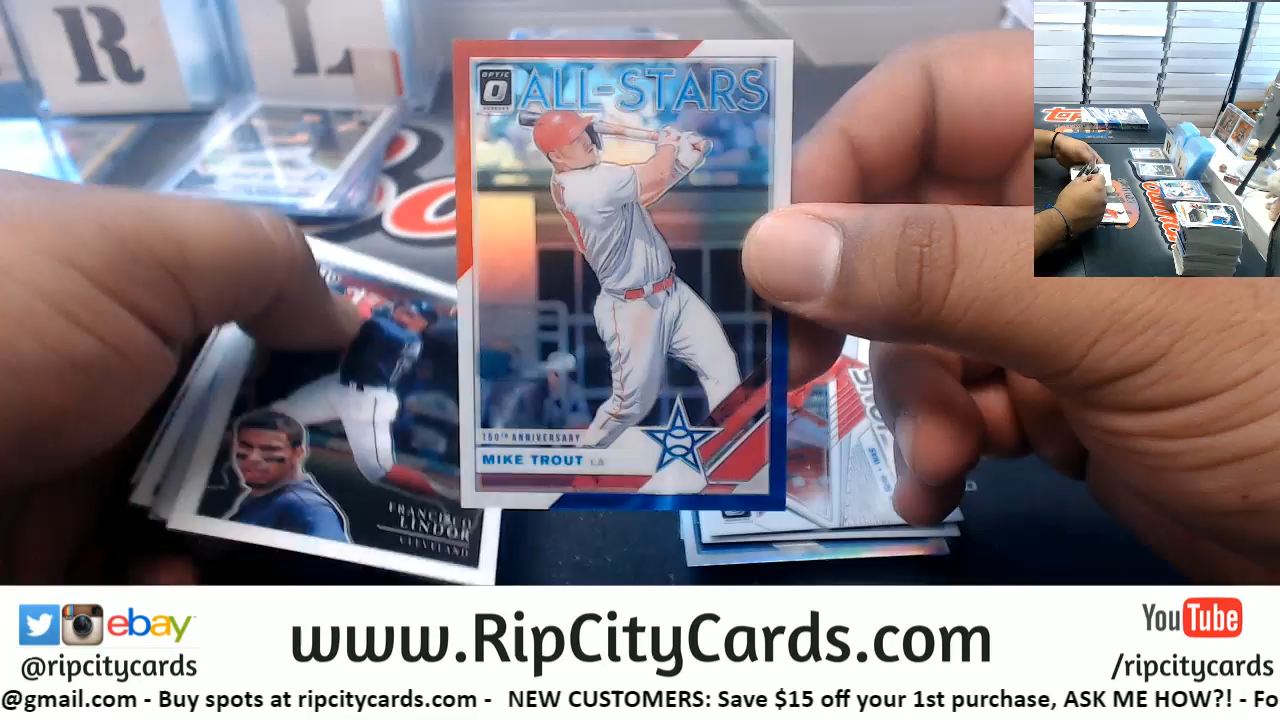 R L
OPTIC
ALL-STARS
150TH ANNIVERSARY
MIKE TROUT LA
FRANCISCO
LINDOR
CLEVELAND
ebay
@ripcitycards
www.RipCityCards.com
YouTube
/ripcitycards
@gmail.com - Buy spots at ripcitycards.com - NEW CUSTOMERS: Save $15 off your 1st purchase, ASK ME HOW?! - Fo